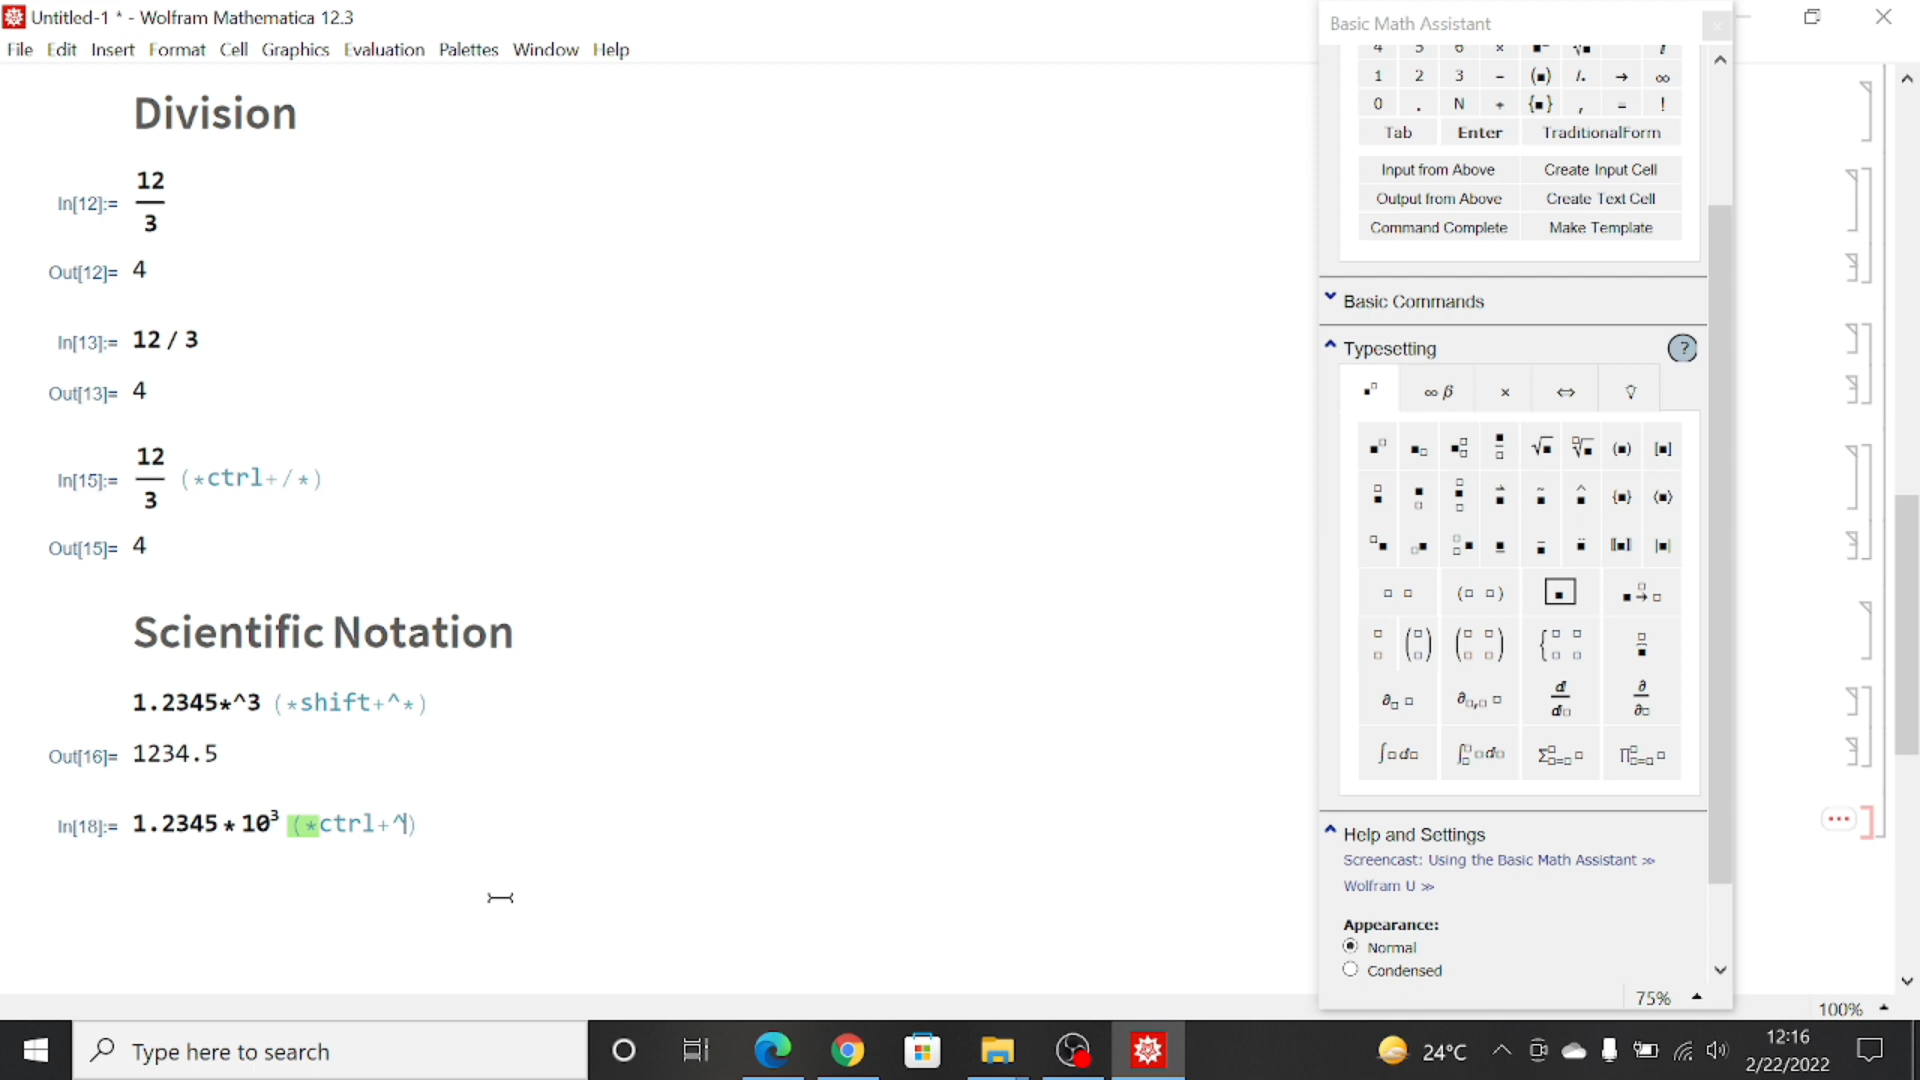 Untitled-1 * - Wolfram Mathematica 12.3
File Edit Insert Format Cell Graphics Evaluation Palettes Window Help
Division
In[12]:= 12/3
Out[12]= 4
In[13]:= 12 / 3
Out[13]= 4
In[15]:= 12/3 (*ctrl+/*)
Out[15]= 4
Scientific Notation
1.2345*^3 (*shift+^*)
Out[16]= 1234.5
In[18]:= 1.2345 * 10³ (*ctrl+^)
Basic Math Assistant
4 5 6 ×
1 2 3 − (▪) /. → ∞
0 . N + {▪} , = !
Tab Enter TraditionalForm
Input from Above Create Input Cell
Output from Above Create Text Cell
Command Complete Make Template
Basic Commands
Typesetting ?
∞ β × ⇔
Help and Settings
Screencast: Using the Basic Math Assistant ≫
Wolfram U ≫
Appearance:
Normal
Condensed
75%
100%
Type here to search
24°C
12:16
2/22/2022